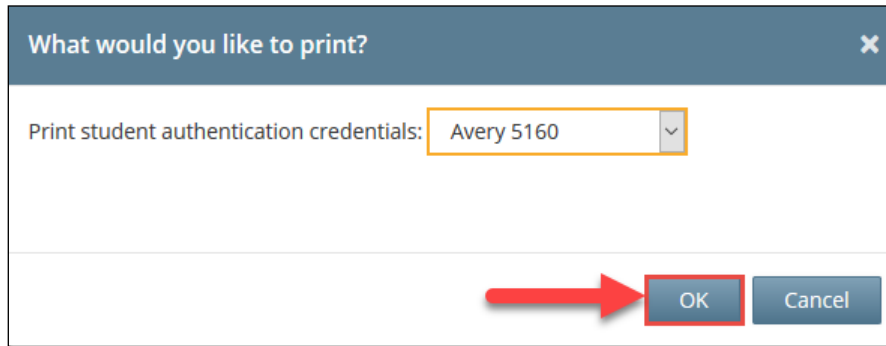 What would you like to print?
Print student authentication credentials: Avery 5160
OK Cancel